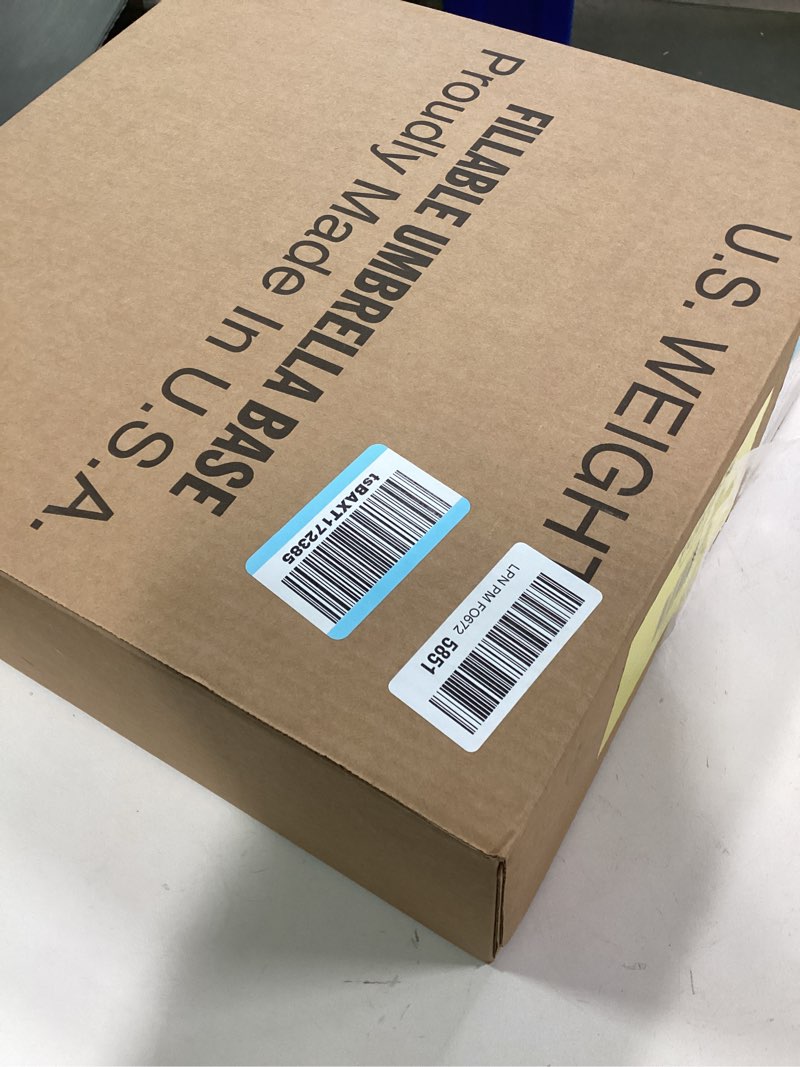 U.S. WEIGHT
FILLABLE UMBRELLA BASE
Proudly Made In U.S.A.
tsBAXT172385
LPN PM FO672 5851